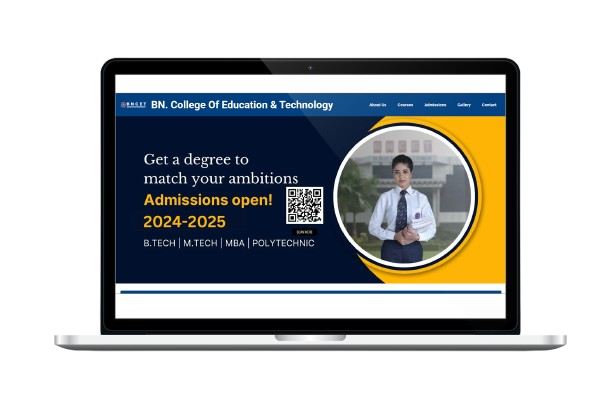 BNCET
BN. College Of Education & Technology
About Us Courses Admissions Gallery Contact
Get a degree to
match your ambitions
Admissions open!
2024-2025
SCAN HERE
B.TECH | M.TECH | MBA | POLYTECHNIC